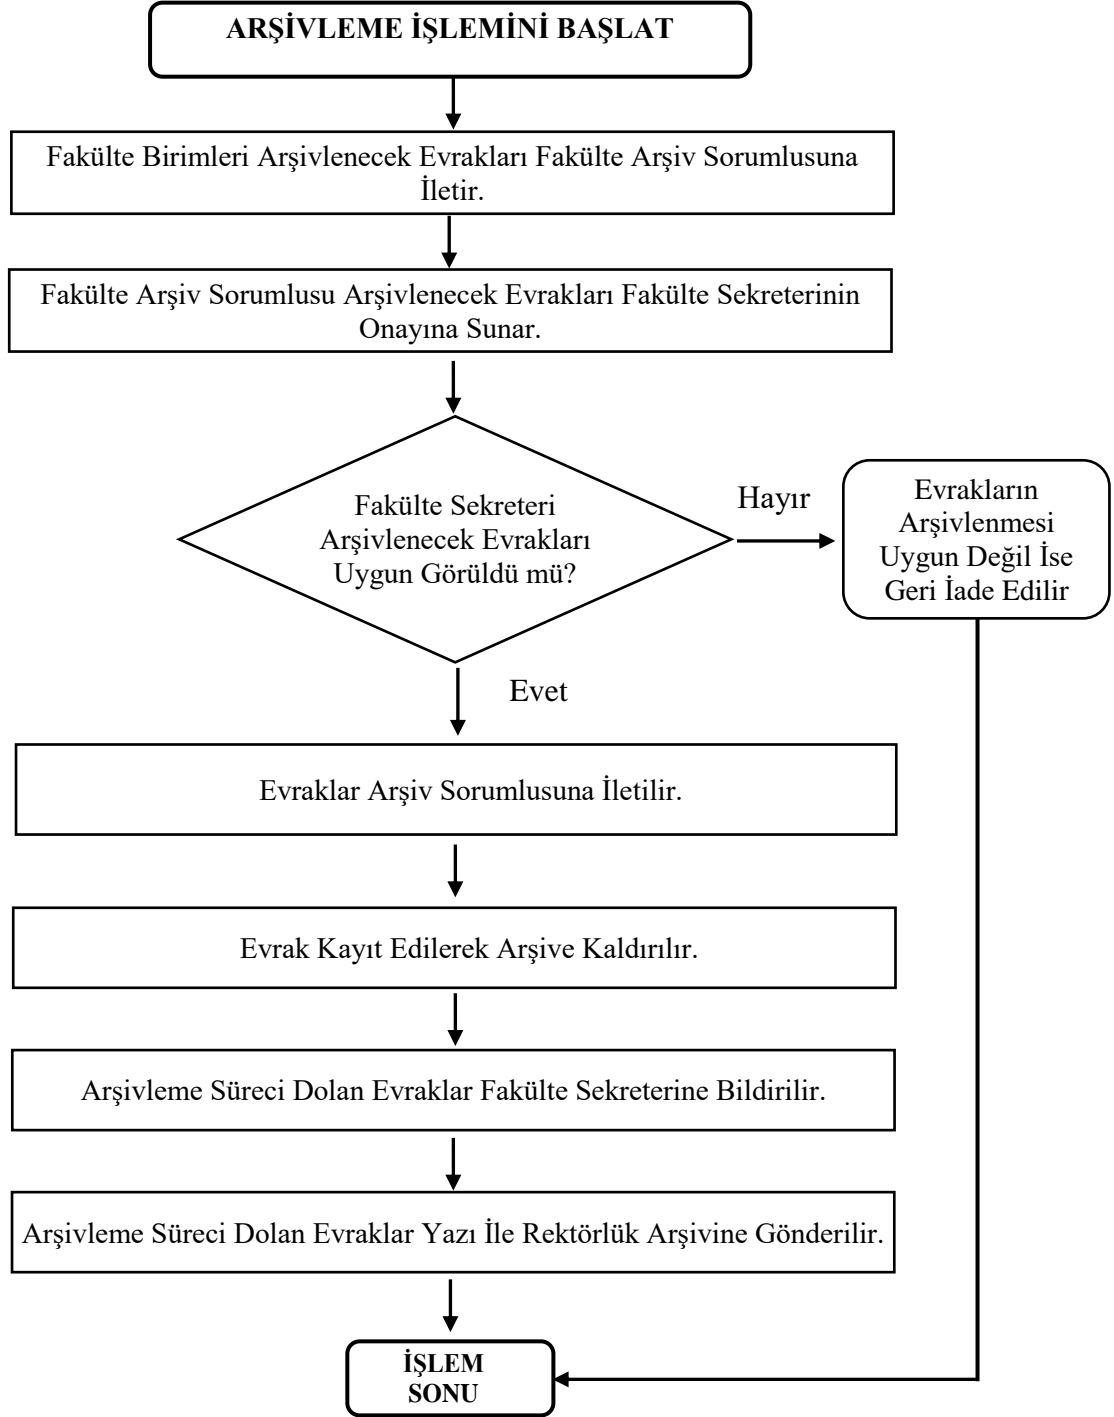 ARŞİVLEME İŞLEMİNİ BAŞLAT
Fakülte Birimleri Arşivlenecek Evrakları Fakülte Arşiv Sorumlusuna
İletir.
Fakülte Arşiv Sorumlusu Arşivlenecek Evrakları Fakülte Sekreterinin
Onayına Sunar.
Fakülte Sekreteri
Arşivlenecek Evrakları
Uygun Görüldü mü?
Hayır
Evrakların
Arşivlenmesi
Uygun Değil İse
Geri İade Edilir
Evet
Evraklar Arşiv Sorumlusuna İletilir.
Evrak Kayıt Edilerek Arşive Kaldırılır.
Arşivleme Süreci Dolan Evraklar Fakülte Sekreterine Bildirilir.
Arşivleme Süreci Dolan Evraklar Yazı İle Rektörlük Arşivine Gönderilir.
İŞLEM
SONU